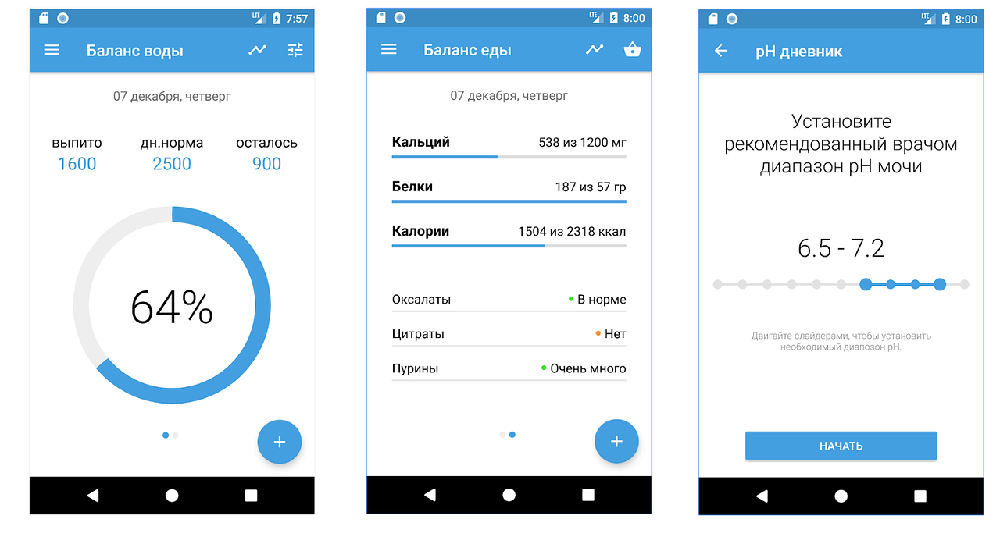 LTE 7:57
Баланс воды
07 декабря, четверг
выпито дн.норма осталось
1600 2500 900
64%
+
LTE 8:00
Баланс еды
07 декабря, четверг
Кальций 538 из 1200 мг
Белки 187 из 57 гр
Калории 1504 из 2318 ккал
Оксалаты В норме
Цитраты Нет
Пурины Очень много
+
LTE 8:00
pH дневник
Установите
рекомендованный врачом
диапазон pH мочи
6.5 - 7.2
Двигайте слайдерами, чтобы установить
необходимый диапозон pH.
НАЧАТЬ